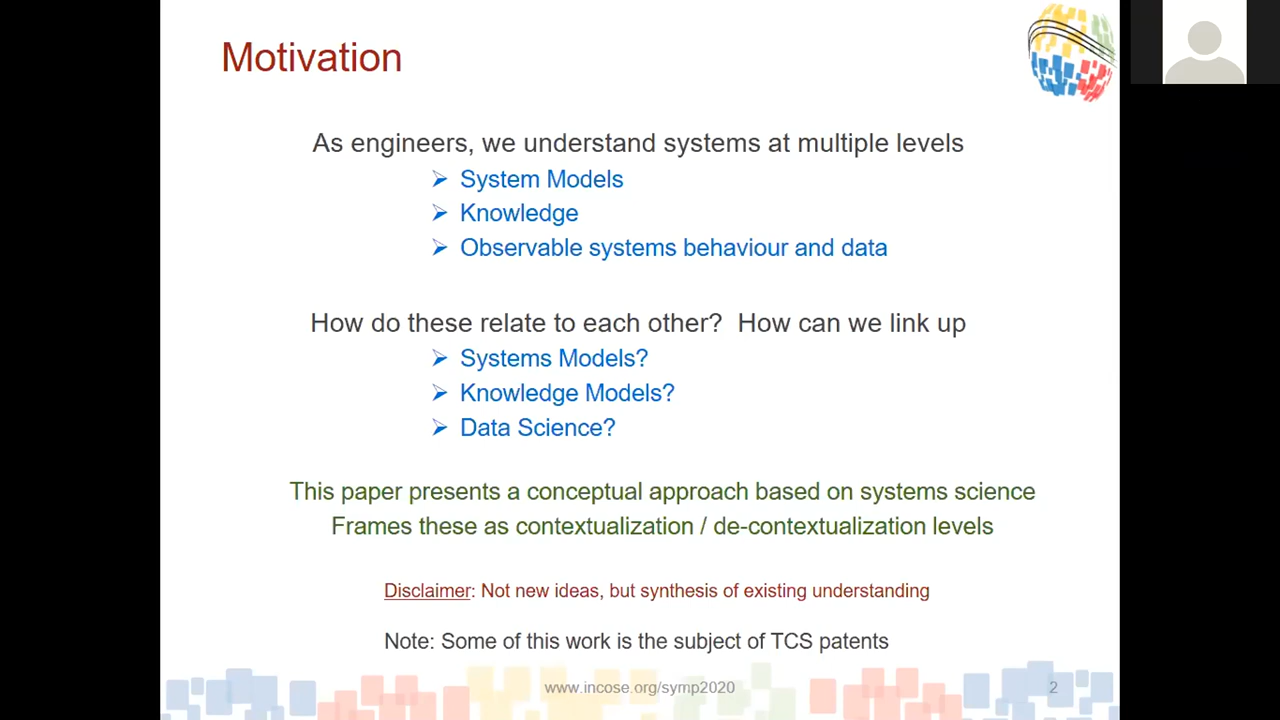 Motivation
As engineers, we understand systems at multiple levels
➢ System Models
➢ Knowledge
➢ Observable systems behaviour and data
How do these relate to each other? How can we link up
➢ Systems Models?
➢ Knowledge Models?
➢ Data Science?
This paper presents a conceptual approach based on systems science
Frames these as contextualization / de-contextualization levels
Disclaimer: Not new ideas, but synthesis of existing understanding
Note: Some of this work is the subject of TCS patents
www.incose.org/symp2020
2